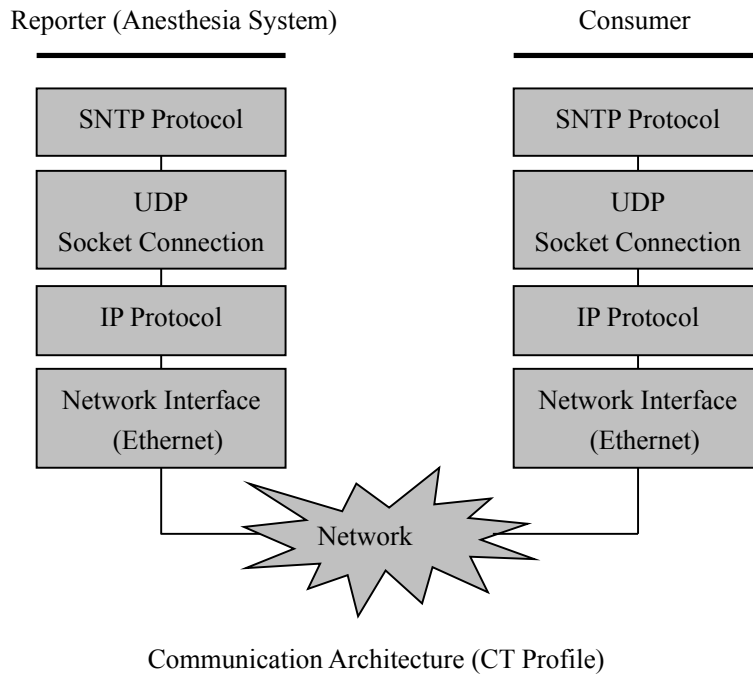 Reporter (Anesthesia System)
Consumer
SNTP Protocol
SNTP Protocol
UDP
Socket Connection
UDP
Socket Connection
IP Protocol
IP Protocol
Network Interface
(Ethernet)
Network Interface
(Ethernet)
Network
Communication Architecture (CT Profile)